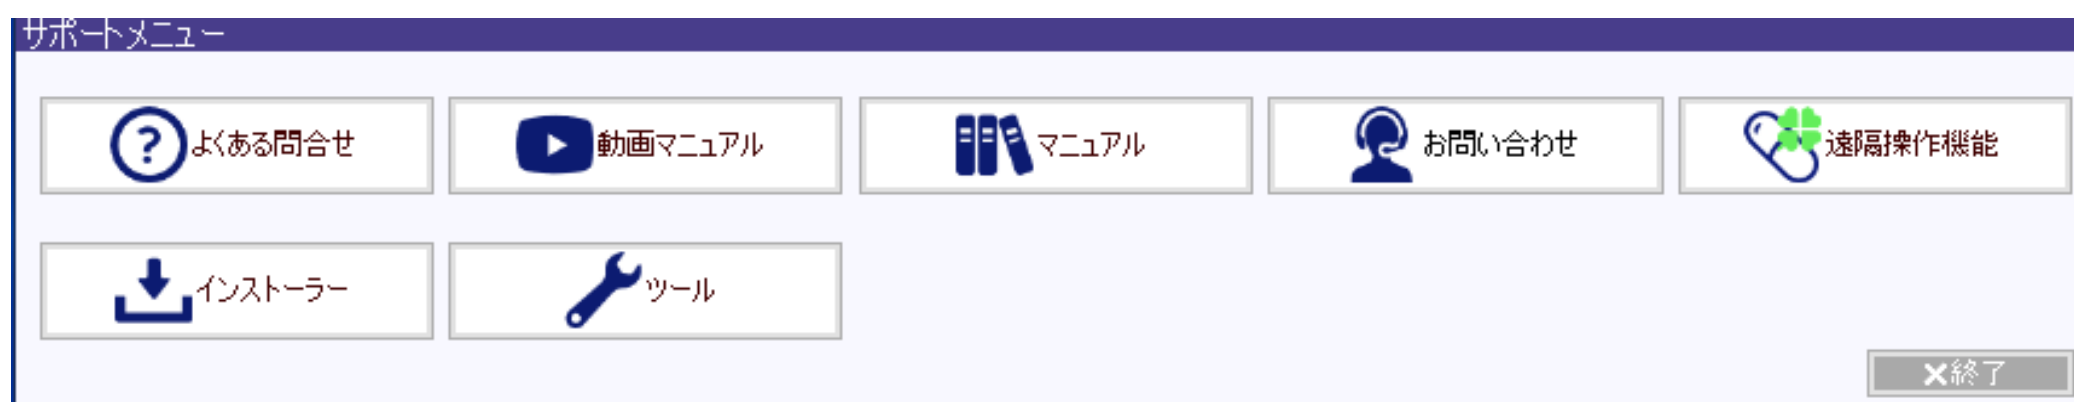 サポートメニュー
よくある問合せ
動画マニュアル
マニュアル
お問い合わせ
遠隔操作機能
インストーラー
ツール
×終了